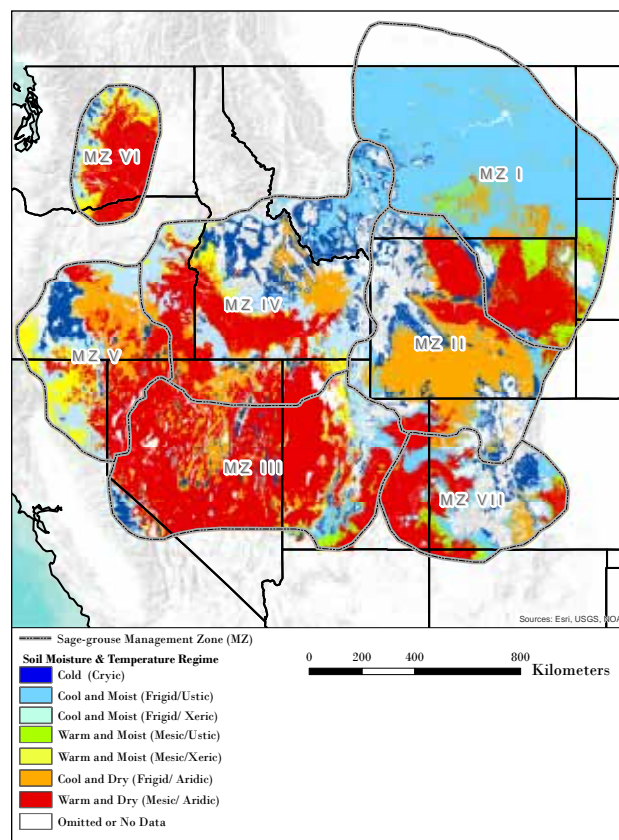 MZ I
MZ VI
MZ IV
MZ V
MZ II
MZ III
MZ VII
Sources: Esri, USGS, NOA
Sage-grouse Management Zone (MZ)
Soil Moisture & Temperature Regime
Cold (Cryic)
Cool and Moist (Frigid/Ustic)
Cool and Moist (Frigid/ Xeric)
Warm and Moist (Mesic/Ustic)
Warm and Moist (Mesic/Xeric)
Cool and Dry (Frigid/ Aridic)
Warm and Dry (Mesic/ Aridic)
Omitted or No Data
0 200 400 800
Kilometers